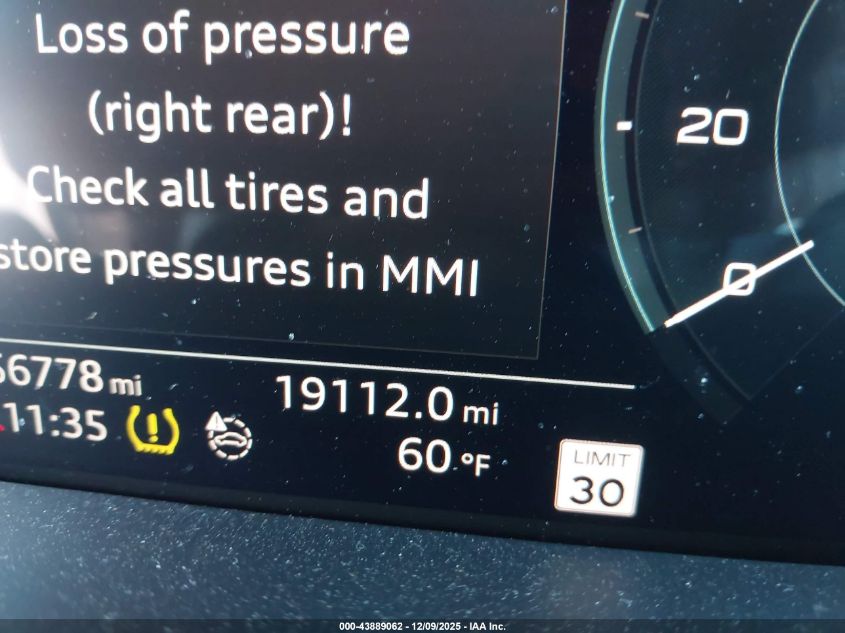 Loss of pressure
(right rear)!
Check all tires and
store pressures in MMI
20
0
6778 mi
19112.0 mi
11:35
60 °F
LIMIT
30
000-43889062 - 12/09/2025 - IAA Inc.